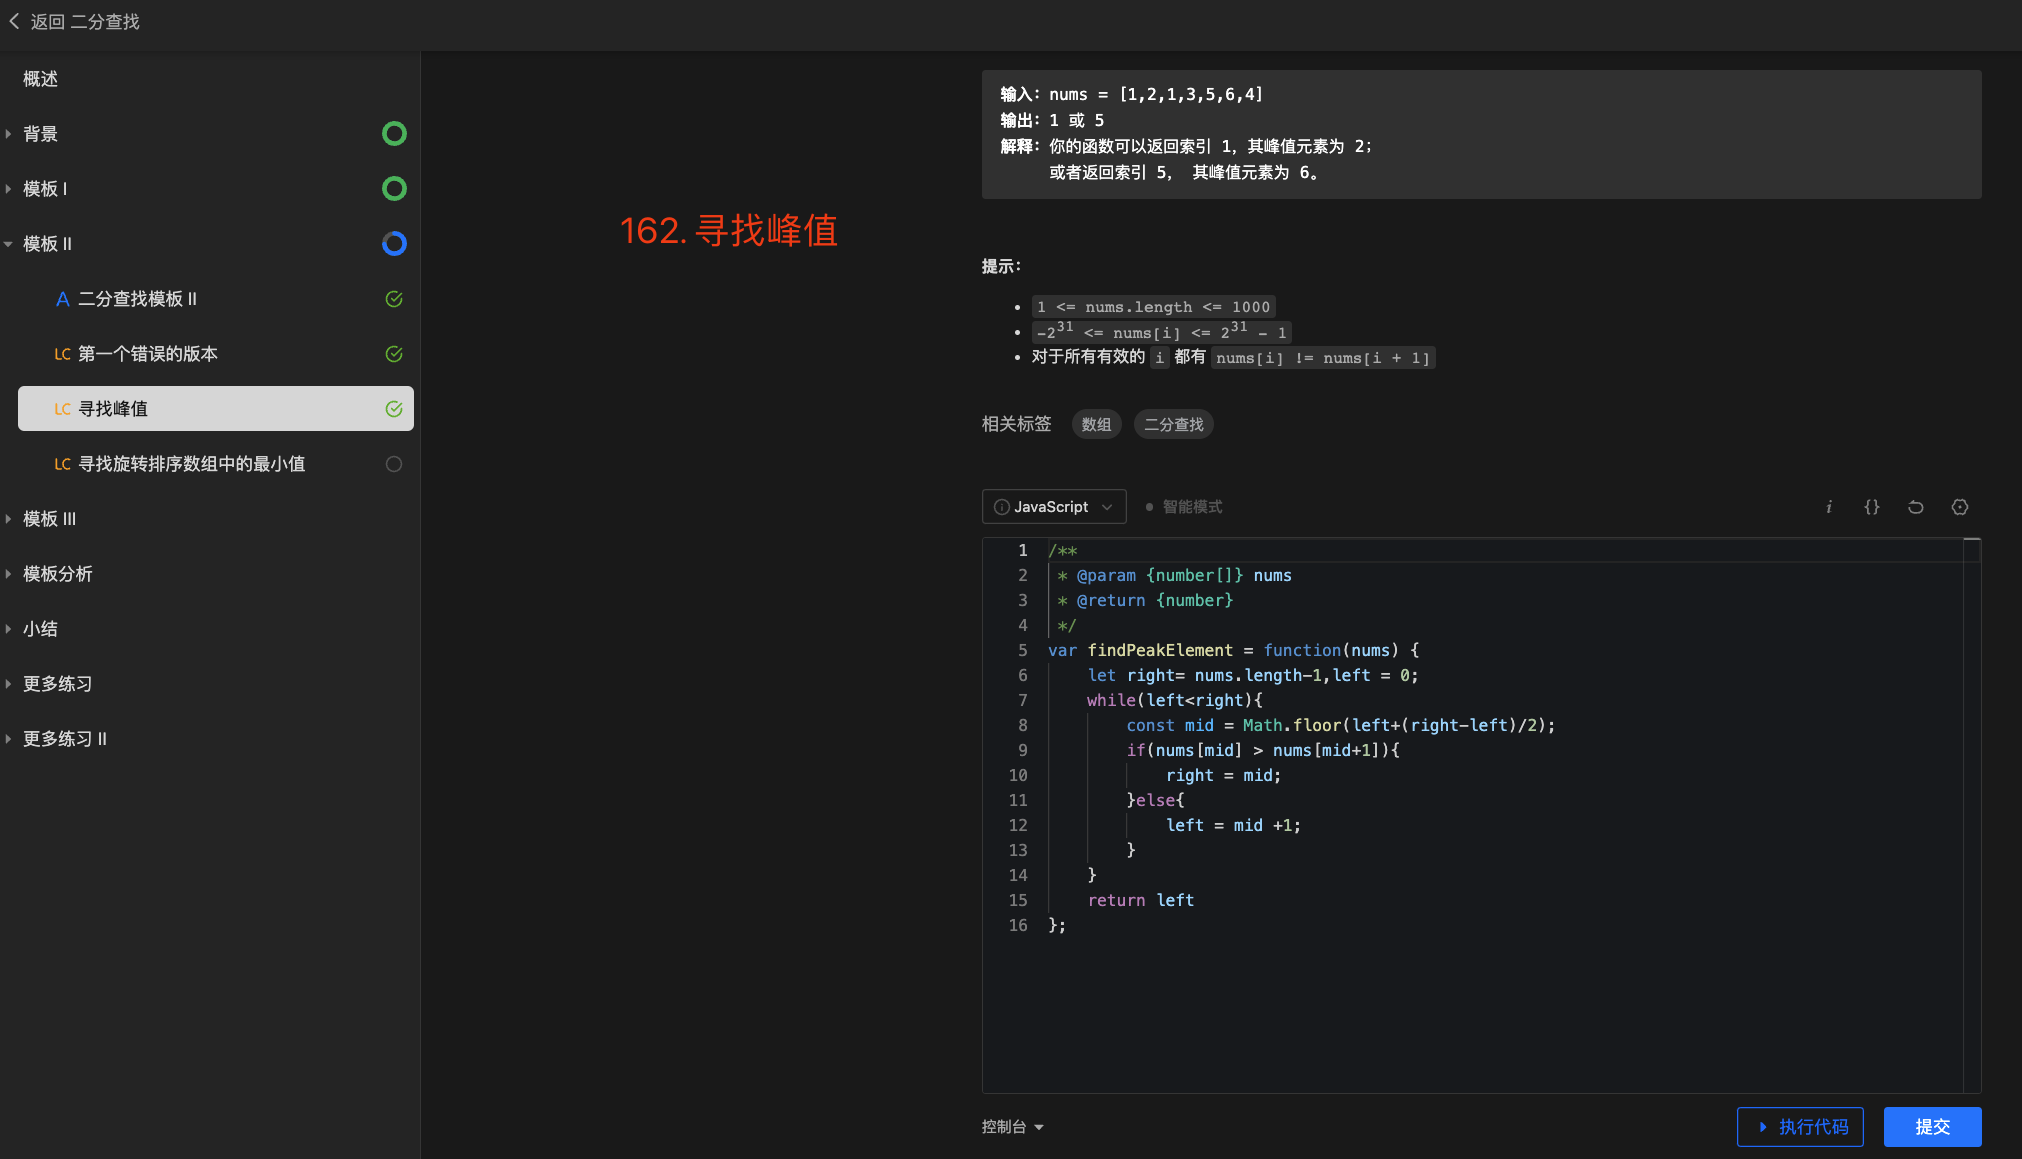 返回 二分查找
概述
背景
模板 I
模板 II
A 二分查找模板 II
LC 第一个错误的版本
LC 寻找峰值
LC 寻找旋转排序数组中的最小值
模板 III
模板分析
小结
更多练习
更多练习 II
162. 寻找峰值
输入：nums = [1,2,1,3,5,6,4]
输出：1 或 5
解释：你的函数可以返回索引 1，其峰值元素为 2；
或者返回索引 5， 其峰值元素为 6。
提示：
• 1 <= nums.length <= 1000
• -2^31 <= nums[i] <= 2^31 - 1
• 对于所有有效的 i 都有 nums[i] != nums[i + 1]
相关标签 数组 二分查找
JavaScript 智能模式 i {}
1 /**
2 * @param {number[]} nums
3 * @return {number}
4 */
5 var findPeakElement = function(nums) {
6 let right= nums.length-1,left = 0;
7 while(left<right){
8 const mid = Math.floor(left+(right-left)/2);
9 if(nums[mid] > nums[mid+1]){
10 right = mid;
11 }else{
12 left = mid +1;
13 }
14 }
15 return left
16 };
控制台 执行代码 提交